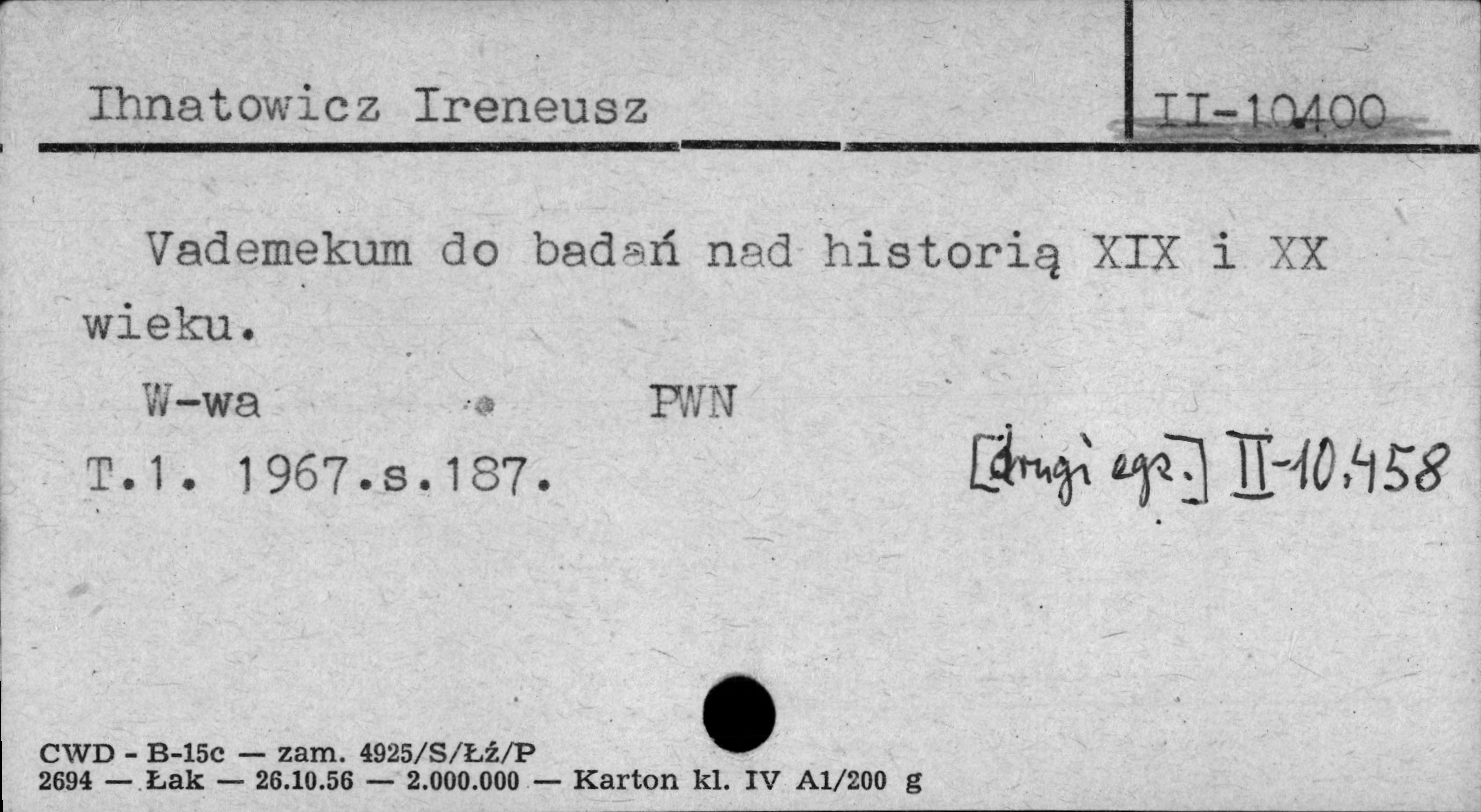 Ihnatowicz Ireneusz II-10.400
Vademekum do badań nad historią XIX i XX
wieku.
W-wa PWN
T.1. 1967.s.187. [drugi egz.] II-10.458
CWD - B-15c — zam. 4925/S/Łź/P
2694 — Łak — 26.10.56 — 2.000.000 — Karton kl. IV A1/200 g